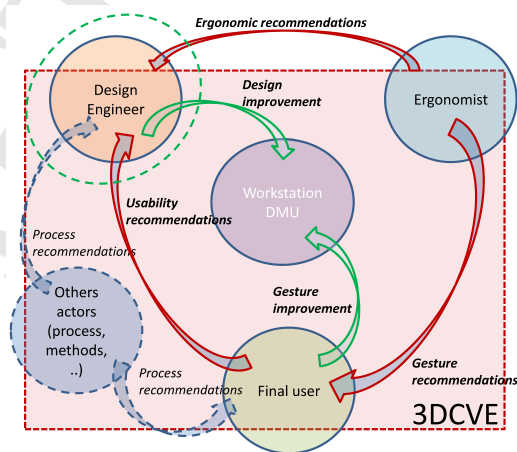 Ergonomic recommendations
Design
Engineer
Design
improvement
Ergonomist
Workstation
DMU
Usability
recommendations
Process
recommendations
Others
actors
(process,
methods,
..)
Gesture
improvement
Process
recommendations
Final user
Gesture
recommendations
3DCVE